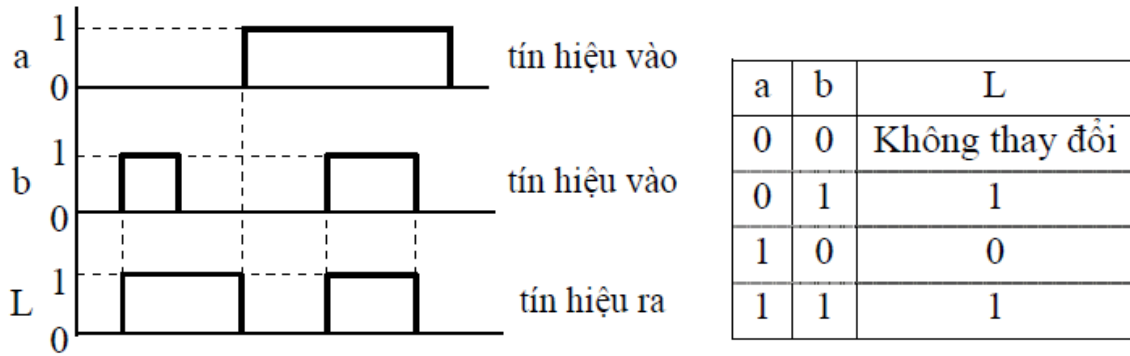 1
a
0
tín hiệu vào
1
b
0
tín hiệu vào
1
L
0
tín hiệu ra
a b L
0 0 Không thay đổi
0 1 1
1 0 0
1 1 1